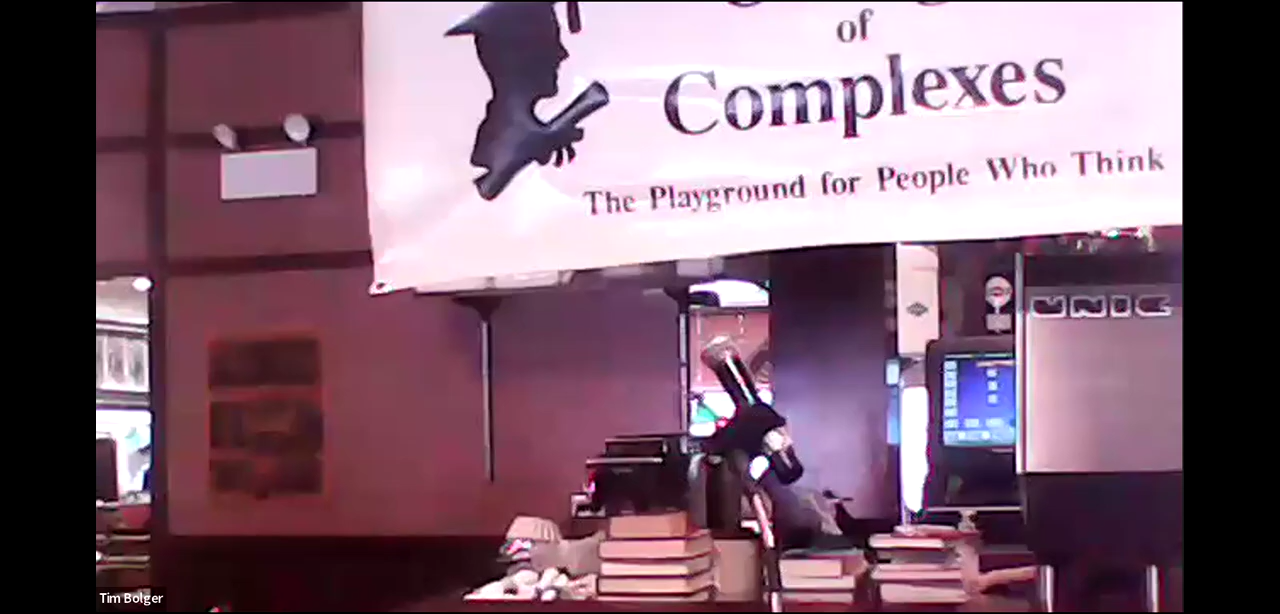 of
Complexes
The Playground for People Who Think
UNIC
Tim Bolger